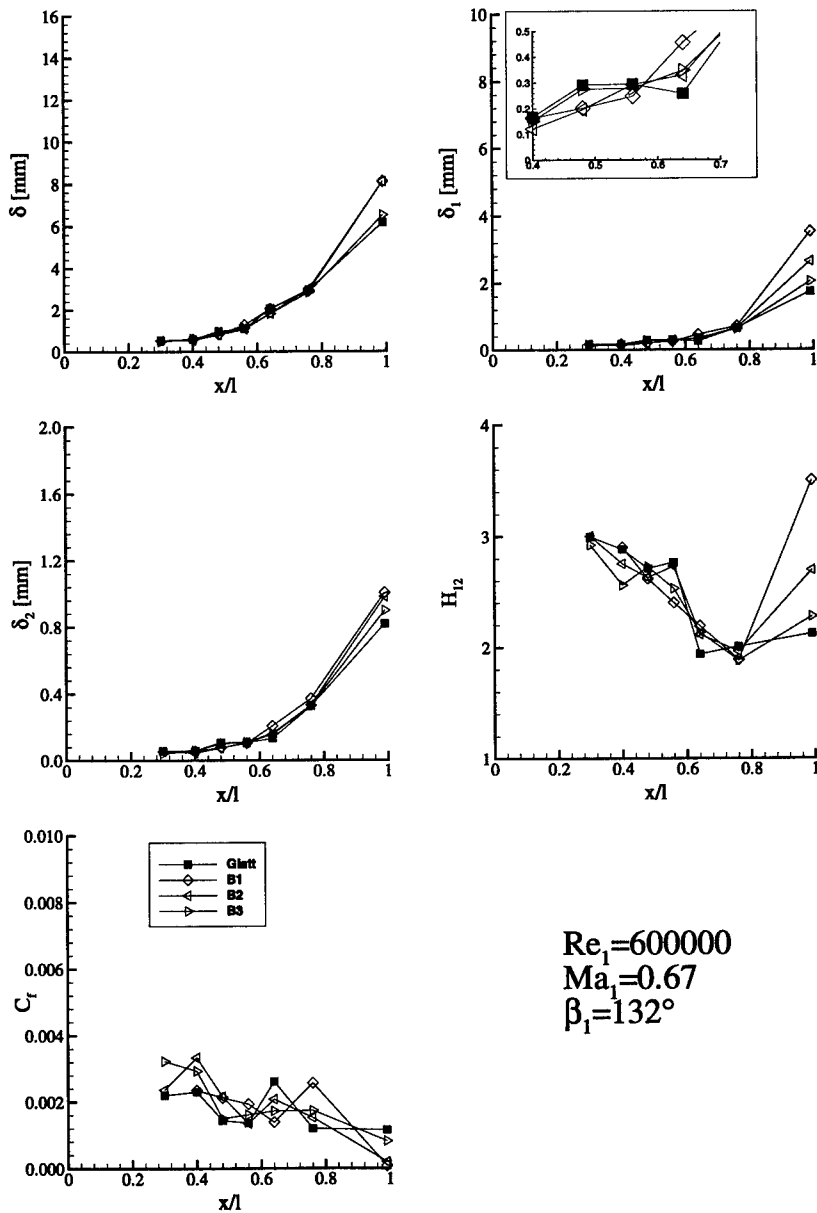 16
14
12
10
8
6
4
2
0
δ [mm]
0 0.2 0.4 0.6 0.8 1
x/l
10
8
6
4
2
0
δ₁ [mm]
0 0.2 0.4 0.6 0.8 1
x/l
0.5
0.4
0.3
0.2
0.1
0
0.4 0.5 0.6 0.7
2.0
1.6
1.2
0.8
0.4
0.0
δ₂ [mm]
0 0.2 0.4 0.6 0.8 1
x/l
4
3
2
1
H₁₂
0 0.2 0.4 0.6 0.8 1
x/l
0.010
0.008
0.006
0.004
0.002
0.000
C_f
0 0.2 0.4 0.6 0.8 1
x/l
Glatt
B1
B2
B3
Re₁=600000
Ma₁=0.67
β₁=132°